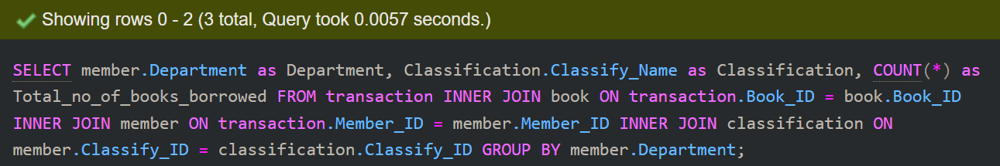 Showing rows 0 - 2 (3 total, Query took 0.0057 seconds.)
SELECT member.Department as Department, Classification.Classify_Name as Classification, COUNT(*) as
Total_no_of_books_borrowed FROM transaction INNER JOIN book ON transaction.Book_ID = book.Book_ID
INNER JOIN member ON transaction.Member_ID = member.Member_ID INNER JOIN classification ON
member.Classify_ID = classification.Classify_ID GROUP BY member.Department;